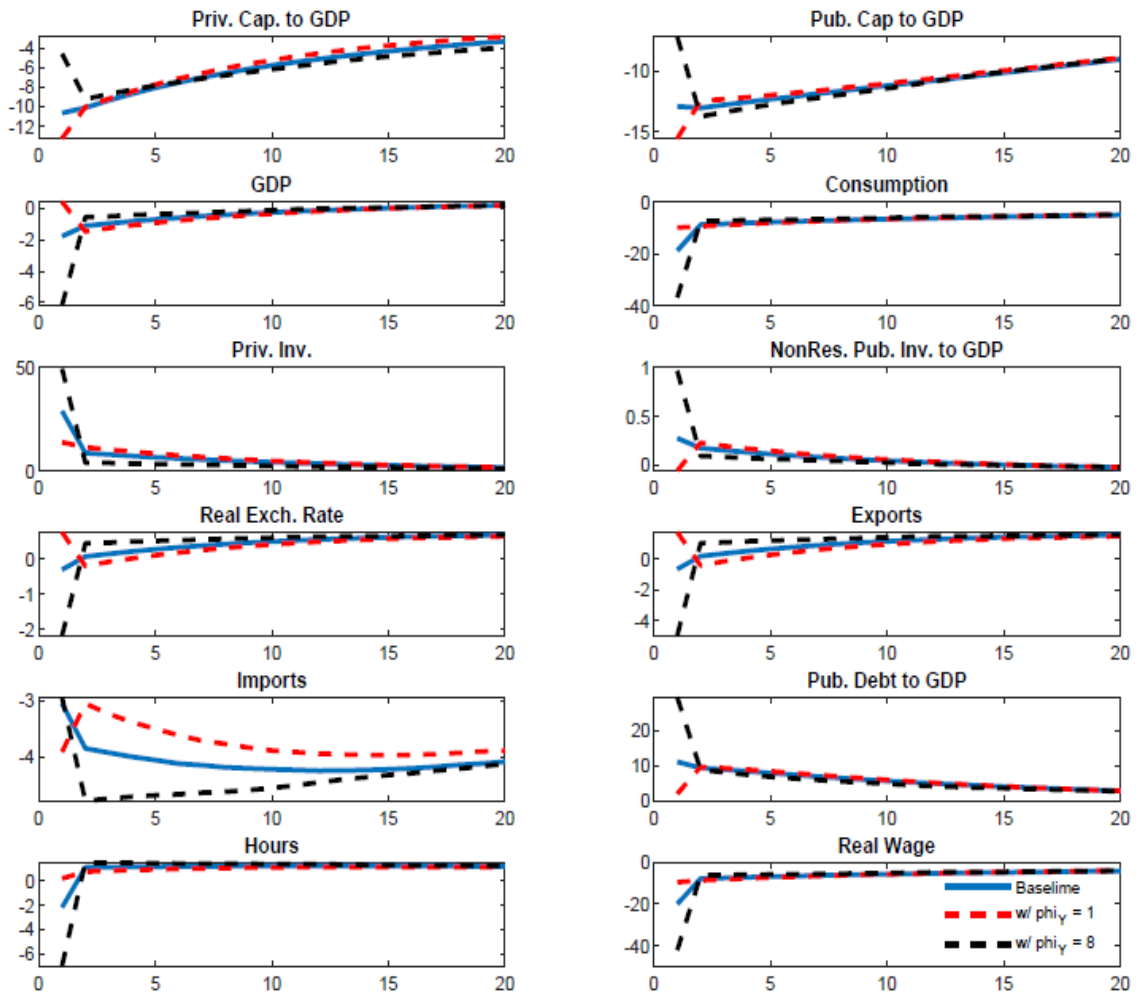 Priv. Cap. to GDP
-4
-6
-8
-10
-12
0 5 10 15 20
Pub. Cap to GDP
-10
-15
0 5 10 15 20
GDP
0
-2
-4
-6
0 5 10 15 20
Consumption
0
-20
-40
0 5 10 15 20
Priv. Inv.
50
0
0 5 10 15 20
NonRes. Pub. Inv. to GDP
1
0.5
0
0 5 10 15 20
Real Exch. Rate
0
-1
-2
0 5 10 15 20
Exports
0
-2
-4
0 5 10 15 20
Imports
-3
-4
0 5 10 15 20
Pub. Debt to GDP
20
10
0
0 5 10 15 20
Hours
0
-2
-4
-6
0 5 10 15 20
Real Wage
0
-20
-40
0 5 10 15 20
Baselime
w/ phi_Y = 1
w/ phi_Y = 8